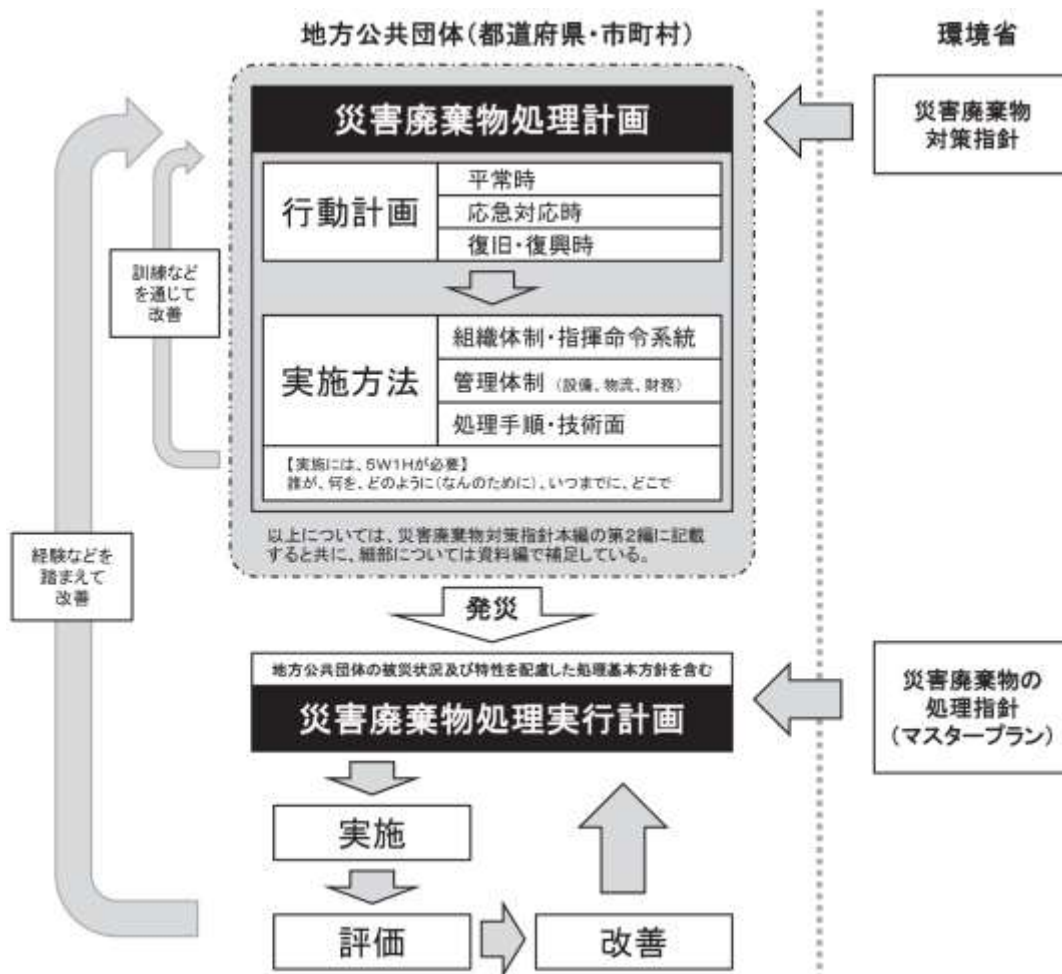 地方公共団体(都道府県・市町村)
環境省
災害廃棄物処理計画
災害廃棄物
対策指針
行動計画
平常時
応急対応時
復旧・復興時
訓練など
を通じて
改善
実施方法
組織体制・指揮命令系統
管理体制 (設備、物流、財務)
処理手順・技術面
【実施には、5W1Hが必要】
誰が、何を、どのように(なんのために)、いつまでに、どこで
以上については、災害廃棄物対策指針本編の第2編に記載
すると共に、細部については資料編で補足している。
経験などを
踏まえて
改善
発災
地方公共団体の被災状況及び特性を配慮した処理基本方針を含む
災害廃棄物処理実行計画
災害廃棄物の
処理指針
(マスタープラン)
実施
評価
改善